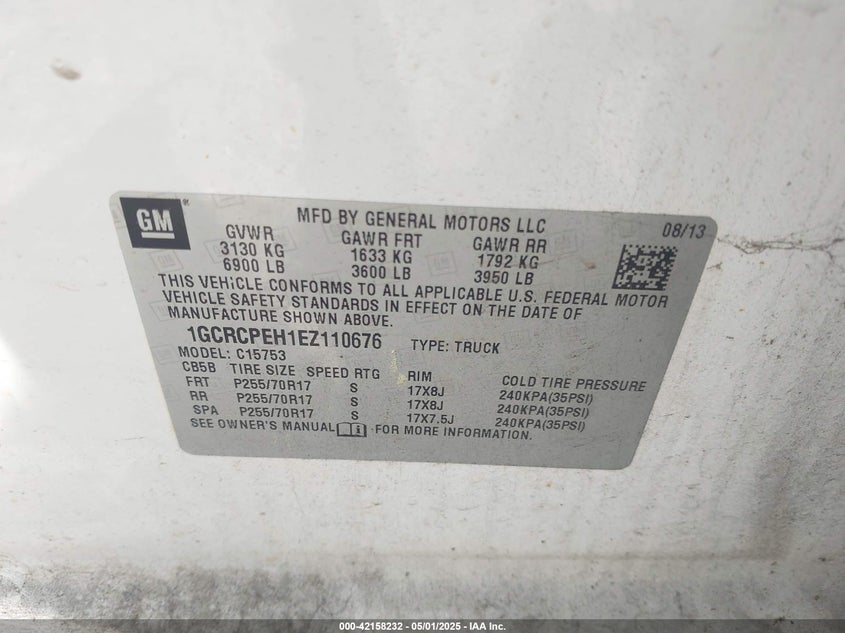 GM
MFD BY GENERAL MOTORS LLC 08/13
GVWR GAWR FRT GAWR RR
3130 KG 1633 KG 1792 KG
6900 LB 3600 LB 3950 LB
THIS VEHICLE CONFORMS TO ALL APPLICABLE U.S. FEDERAL MOTOR
VEHICLE SAFETY STANDARDS IN EFFECT ON THE DATE OF
MANUFACTURE SHOWN ABOVE.
1GCRCPEH1EZ110676 TYPE: TRUCK
MODEL: C15753
CB5B TIRE SIZE SPEED RTG RIM COLD TIRE PRESSURE
FRT P255/70R17 S 17X8J 240KPA(35PSI)
RR P255/70R17 S 17X8J 240KPA(35PSI)
SPA P255/70R17 S 17X7.5J 240KPA(35PSI)
SEE OWNER'S MANUAL FOR MORE INFORMATION.
000-42158232 - 05/01/2025 - IAA Inc.